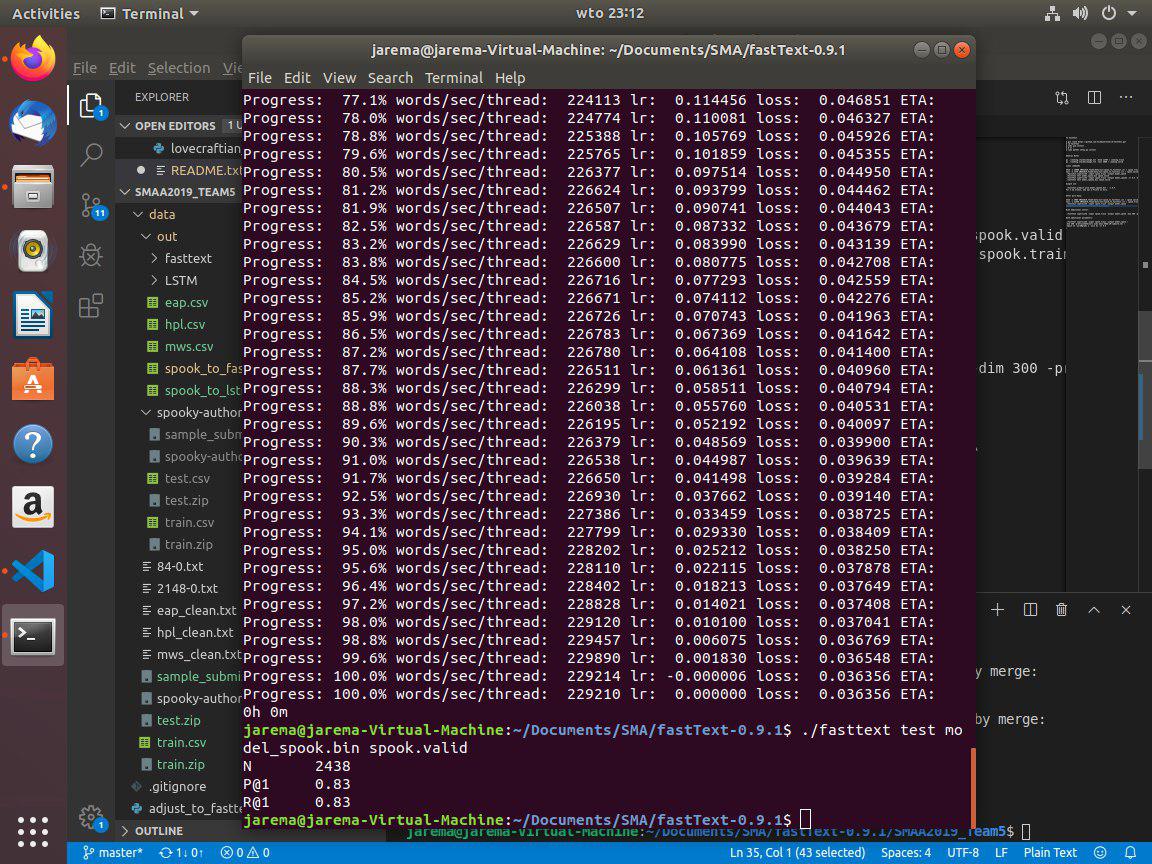 Activities Terminal wto 23:12
jarema@jarema-Virtual-Machine: ~/Documents/SMA/fastText-0.9.1
File Edit View Search Terminal Help
Progress: 77.1% words/sec/thread: 224113 lr: 0.114456 loss: 0.046851 ETA:
Progress: 78.0% words/sec/thread: 224774 lr: 0.110081 loss: 0.046327 ETA:
Progress: 78.8% words/sec/thread: 225388 lr: 0.105769 loss: 0.045926 ETA:
Progress: 79.6% words/sec/thread: 225765 lr: 0.101859 loss: 0.045355 ETA:
Progress: 80.5% words/sec/thread: 226377 lr: 0.097514 loss: 0.044950 ETA:
Progress: 81.2% words/sec/thread: 226624 lr: 0.093799 loss: 0.044462 ETA:
Progress: 81.9% words/sec/thread: 226507 lr: 0.090741 loss: 0.044043 ETA:
Progress: 82.5% words/sec/thread: 226587 lr: 0.087332 loss: 0.043679 ETA:
Progress: 83.2% words/sec/thread: 226629 lr: 0.083990 loss: 0.043139 ETA:
Progress: 83.8% words/sec/thread: 226600 lr: 0.080775 loss: 0.042708 ETA:
Progress: 84.5% words/sec/thread: 226716 lr: 0.077293 loss: 0.042559 ETA:
Progress: 85.2% words/sec/thread: 226671 lr: 0.074112 loss: 0.042276 ETA:
Progress: 85.9% words/sec/thread: 226726 lr: 0.070743 loss: 0.041963 ETA:
Progress: 86.5% words/sec/thread: 226783 lr: 0.067369 loss: 0.041642 ETA:
Progress: 87.2% words/sec/thread: 226780 lr: 0.064108 loss: 0.041400 ETA:
Progress: 87.7% words/sec/thread: 226511 lr: 0.061361 loss: 0.040960 ETA:
Progress: 88.3% words/sec/thread: 226299 lr: 0.058511 loss: 0.040794 ETA:
Progress: 88.8% words/sec/thread: 226038 lr: 0.055760 loss: 0.040531 ETA:
Progress: 89.6% words/sec/thread: 226195 lr: 0.052192 loss: 0.040097 ETA:
Progress: 90.3% words/sec/thread: 226379 lr: 0.048569 loss: 0.039900 ETA:
Progress: 91.0% words/sec/thread: 226538 lr: 0.044987 loss: 0.039639 ETA:
Progress: 91.7% words/sec/thread: 226650 lr: 0.041498 loss: 0.039284 ETA:
Progress: 92.5% words/sec/thread: 226930 lr: 0.037662 loss: 0.039140 ETA:
Progress: 93.3% words/sec/thread: 227386 lr: 0.033459 loss: 0.038725 ETA:
Progress: 94.1% words/sec/thread: 227799 lr: 0.029330 loss: 0.038409 ETA:
Progress: 95.0% words/sec/thread: 228202 lr: 0.025212 loss: 0.038250 ETA:
Progress: 95.6% words/sec/thread: 228110 lr: 0.022115 loss: 0.037878 ETA:
Progress: 96.4% words/sec/thread: 228402 lr: 0.018213 loss: 0.037649 ETA:
Progress: 97.2% words/sec/thread: 228828 lr: 0.014021 loss: 0.037408 ETA:
Progress: 98.0% words/sec/thread: 229120 lr: 0.010100 loss: 0.037041 ETA:
Progress: 98.8% words/sec/thread: 229457 lr: 0.006075 loss: 0.036769 ETA:
Progress: 99.6% words/sec/thread: 229890 lr: 0.001830 loss: 0.036548 ETA:
Progress: 100.0% words/sec/thread: 229214 lr: -0.000006 loss: 0.036356 ETA:
Progress: 100.0% words/sec/thread: 229210 lr: 0.000000 loss: 0.036356 ETA:
0h 0m
jarema@jarema-Virtual-Machine:~/Documents/SMA/fastText-0.9.1$ ./fasttext test mo
del_spook.bin spook.valid
N 2438
P@1 0.83
R@1 0.83
jarema@jarema-Virtual-Machine:~/Documents/SMA/fastText-0.9.1$
File Edit Selection Vie
EXPLORER
OPEN EDITORS 1 U
lovecraftian
README.txt
SMAA2019_TEAM5
data
out
fasttext
LSTM
eap.csv
hpl.csv
mws.csv
spook_to_fas
spook_to_lst
spooky-author
sample_subm
spooky-autho
test.csv
test.zip
train.csv
train.zip
84-0.txt
2148-0.txt
eap_clean.txt
hpl_clean.txt
mws_clean.txt
sample_submi
spooky-author
test.zip
train.csv
train.zip
.gitignore
adjust_to_fastte
OUTLINE
1
11
1
spook.valid
spook.train
dim 300 -pr
y merge:
by merge:
jarema@jarema-Virtual-Machine:~/Documents/SMA/fastText-0.9.1/SMAA2019_Team5$
master* 1↓ 0↑ 0 0 Ln 35, Col 1 (43 selected) Spaces: 4 UTF-8 LF Plain Text